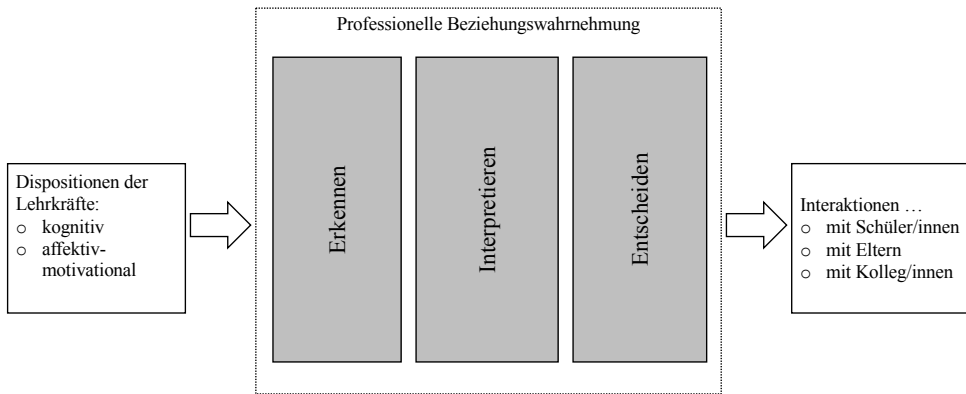 Professionelle Beziehungswahrnehmung
Dispositionen der
Lehrkräfte:
○ kognitiv
○ affektiv-
motivational
Erkennen
Interpretieren
Entscheiden
Interaktionen …
○ mit Schüler/innen
○ mit Eltern
○ mit Kolleg/innen